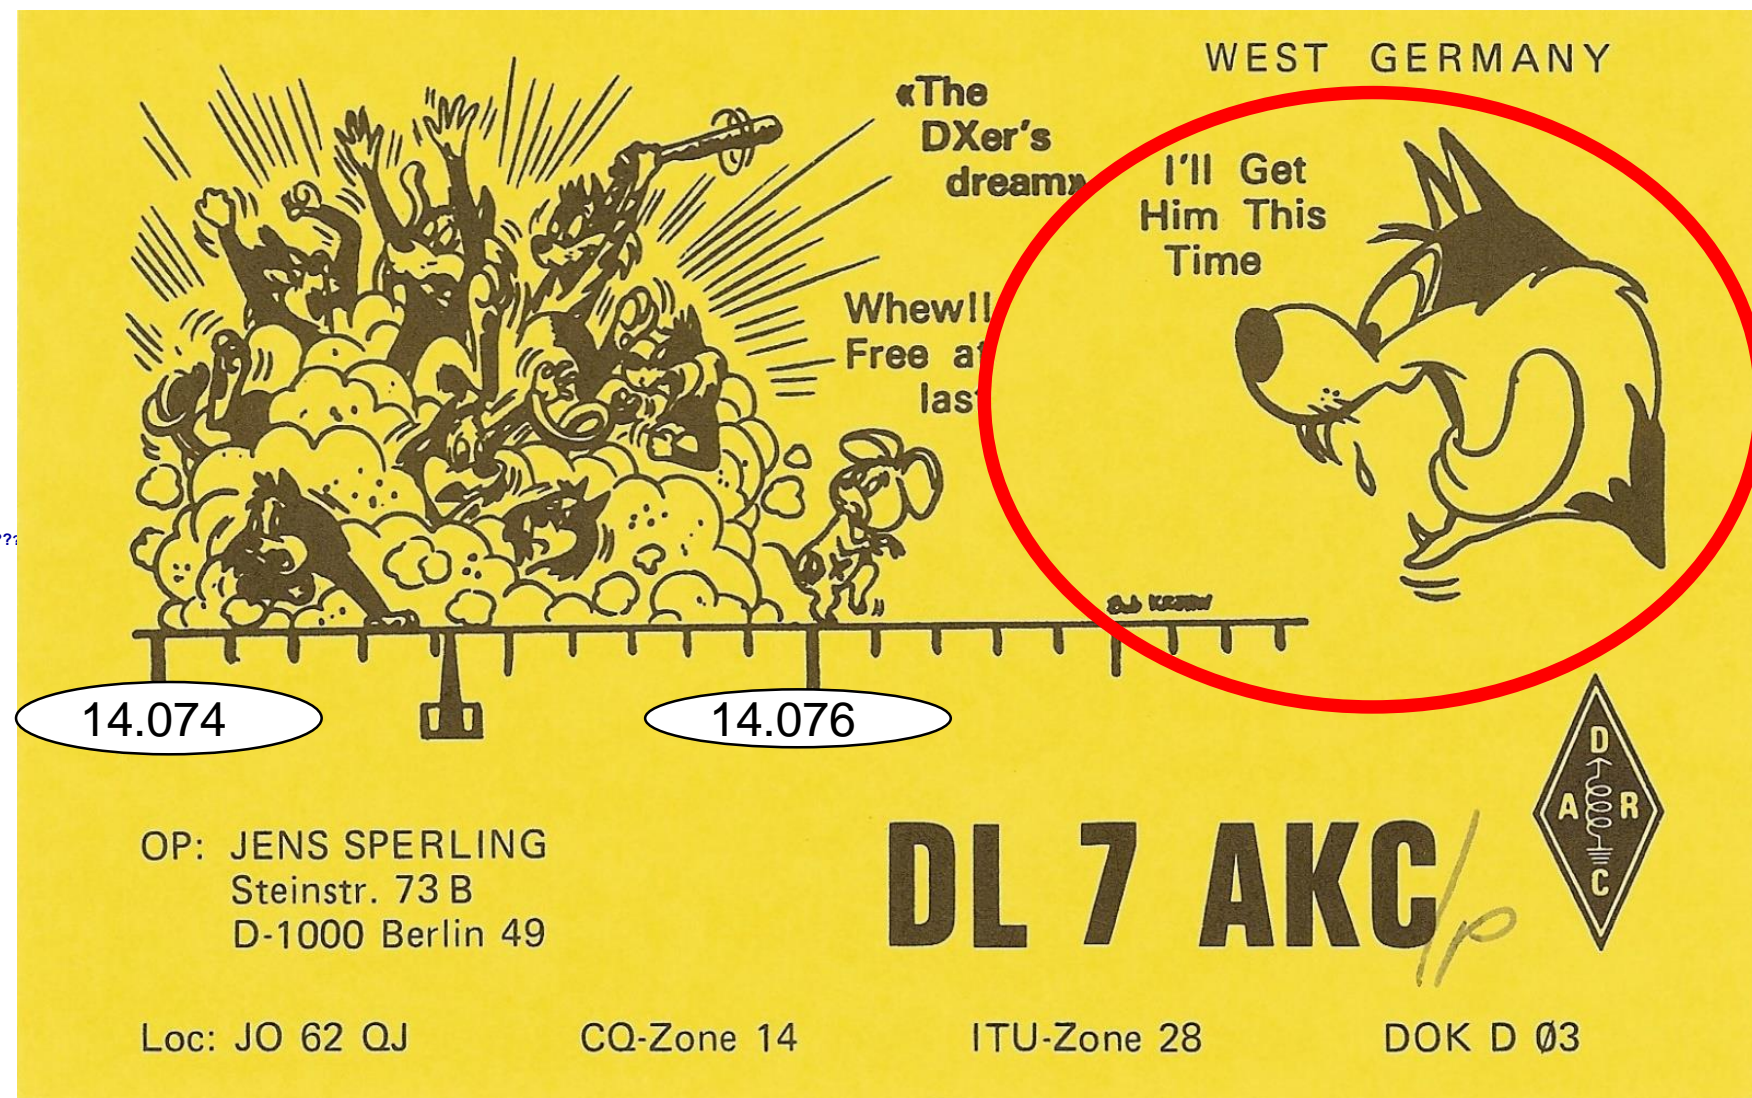 WEST GERMANY
«The
DXer's
dream»
I'll Get
Him This
Time
Whew!!
Free at
last
??
14.074
14.076
OP: JENS SPERLING
Steinstr. 73 B
D-1000 Berlin 49
DL 7 AKC/p
D
A R
C
Loc: JO 62 QJ
CQ-Zone 14
ITU-Zone 28
DOK D Ø3